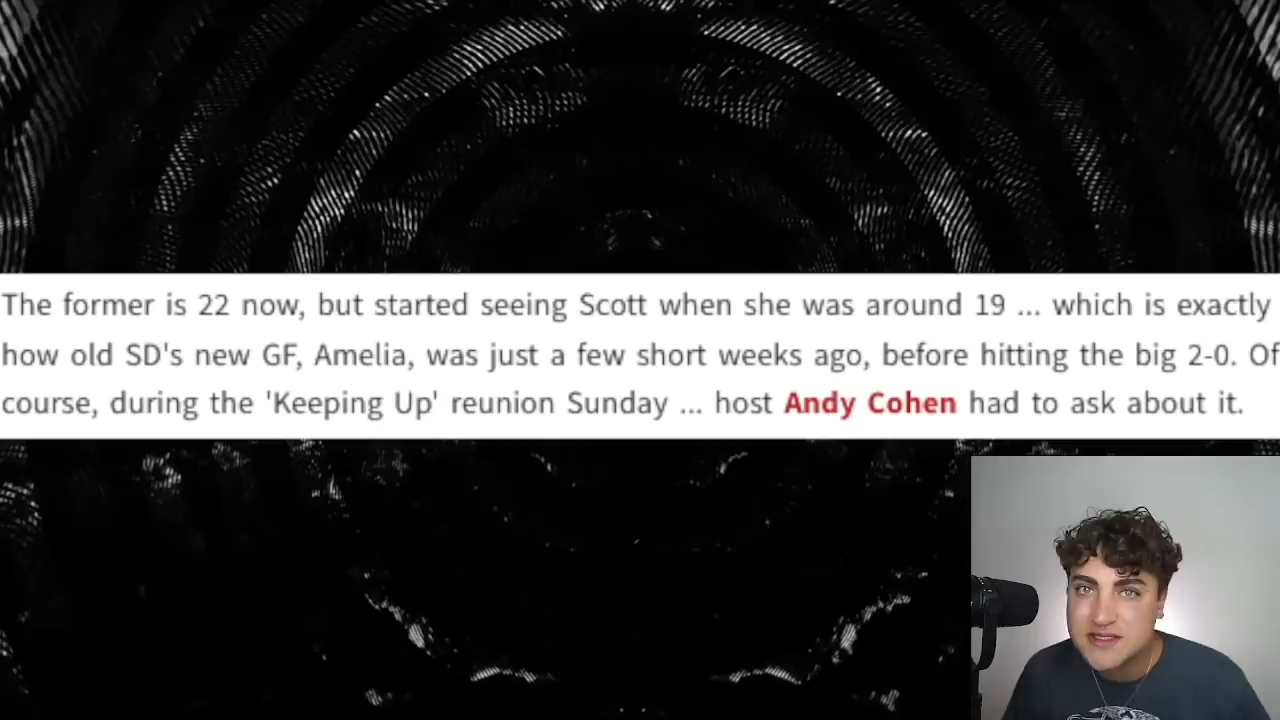 The former is 22 now, but started seeing Scott when she was around 19 ... which is exactly
how old SD's new GF, Amelia, was just a few short weeks ago, before hitting the big 2-0. Of
course, during the 'Keeping Up' reunion Sunday ... host Andy Cohen had to ask about it.